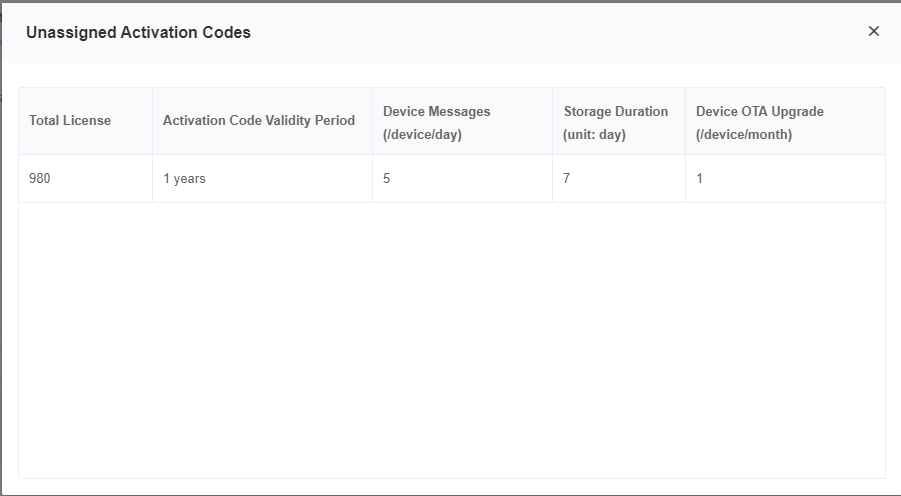 Unassigned Activation Codes
Total License
Activation Code Validity Period
Device Messages
(/device/day)
Storage Duration
(unit: day)
Device OTA Upgrade
(/device/month)
980
1 years
5
7
1